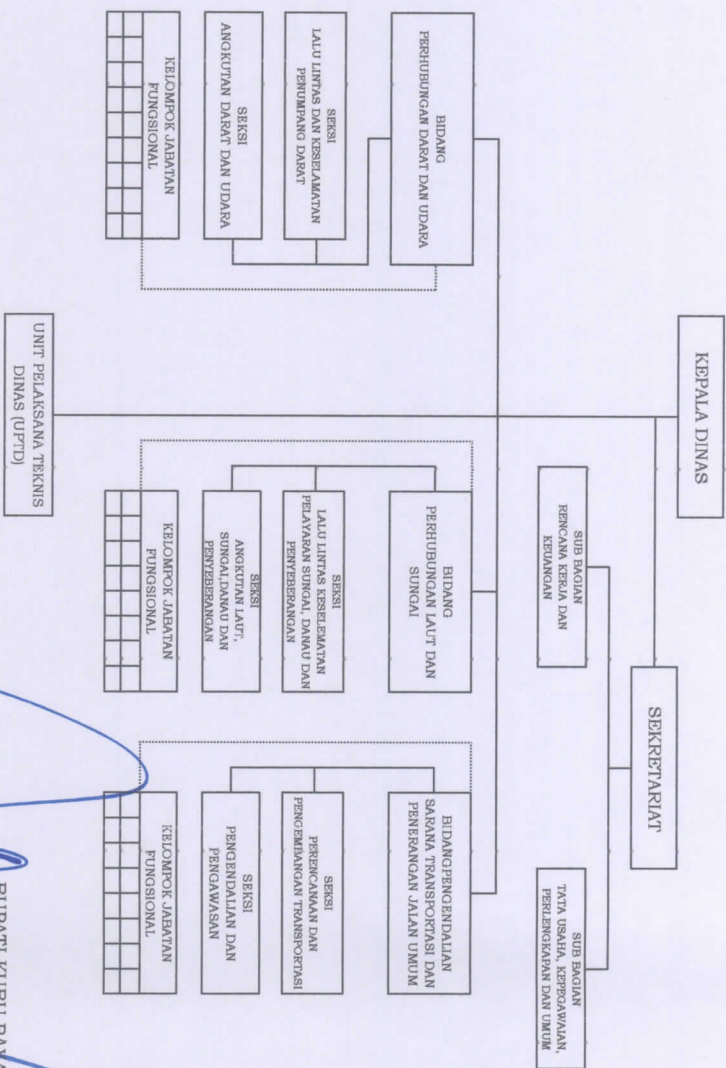 KEPALA DINAS
SEKRETARIAT
SUB BAGIAN
RENCANA KERJA DAN
KEUANGAN
SUB BAGIAN
TATA USAHA, KEPEGAWAIAN,
PERLENGKAPAN DAN UMUM
BIDANG
PERHUBUNGAN DARAT DAN UDARA
SEKSI
LALU LINTAS DAN KESELAMATAN
PENUMPANG DARAT
SEKSI
ANGKUTAN DARAT DAN UDARA
KELOMPOK JABATAN
FUNGSIONAL
BIDANG
PERHUBUNGAN LAUT DAN
SUNGAI
SEKSI
LALU LINTAS KESELEMATAN
PELAYARAN SUNGAI, DANAU DAN
PENYEBERANGAN
SEKSI
ANGKUTAN LAUT,
SUNGAI,DANAU DAN
PENYEBERANGAN
KELOMPOK JABATAN
FUNGSIONAL
BIDANGPENGENDALIAN
SARANA TRANSPORTASI DAN
PENERANGAN JALAN UMUM
SEKSI
PERENCANAAN DAN
PENGEMBANGAN TRANSPORTASI
SEKSI
PENGENDALIAN DAN
PENGAWASAN
KELOMPOK JABATAN
FUNGSIONAL
UNIT PELAKSANA TEKNIS
DINAS (UPTD)
BUPATI KUBU RAYA